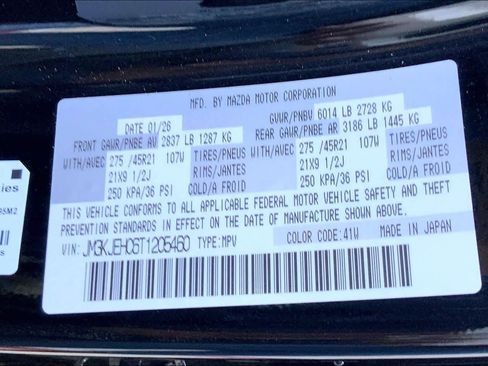 MFD. BY MAZDA MOTOR CORPORATION
DATE 01/26 GVWR/PNBV 6014 LB 2728 KG
FRONT GAWR/PNBE AV 2837 LB 1287 KG REAR GAWR/PNBE AR 3186 LB 1445 KG
WITH/AVEC 275 /45R21 107W TIRES/PNEUS WITH/AVEC 275 /45R21 107W TIRES/PNEUS
21X9 1/2J RIMS/JANTES 21X9 1/2J RIMS/JANTES
250 KPA/36 PSI COLD/A FROID 250 KPA/36 PSI COLD/A FROID
THIS VEHICLE CONFORMS TO ALL APPLICABLE FEDERAL MOTOR VEHICLE SAFETY AND THEFT
PREVENTION STANDARDS IN EFFECT ON THE DATE OF MANUFACTURE SHOWN ABOVE.
VIN: JM3KJEHC6T1205460 TYPE:MPV COLOR CODE:41W MADE IN JAPAN